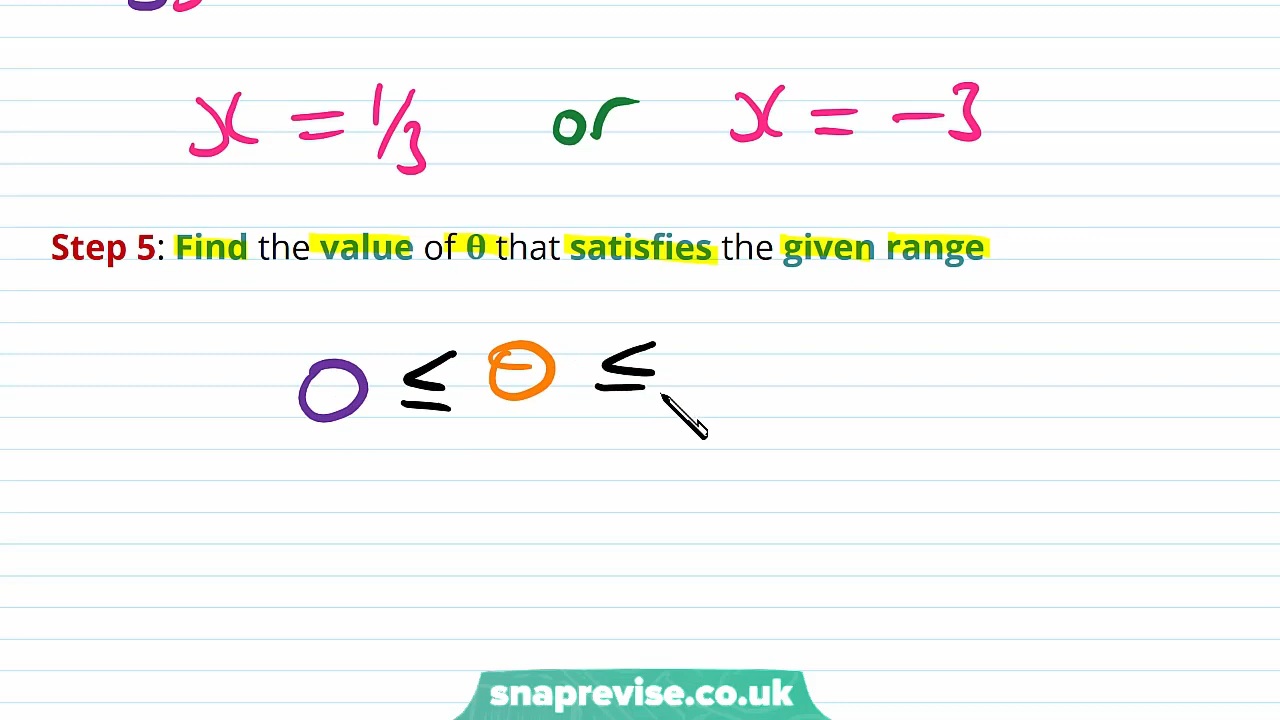 x = 1/3 or x = -3
Step 5: Find the value of θ that satisfies the given range
0 ≤ θ ≤
snaprevise.co.uk